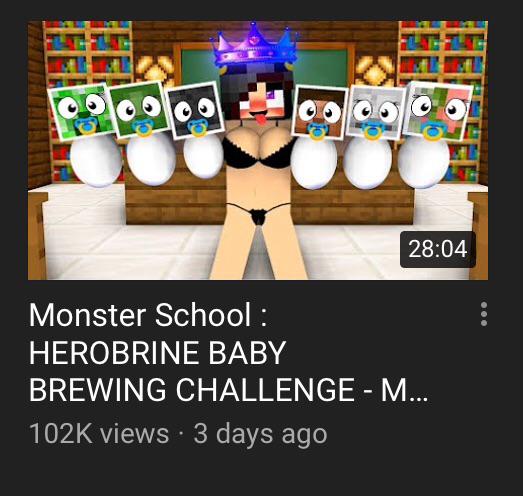 28:04
Monster School :
HEROBRINE BABY
BREWING CHALLENGE - M...
102K views · 3 days ago